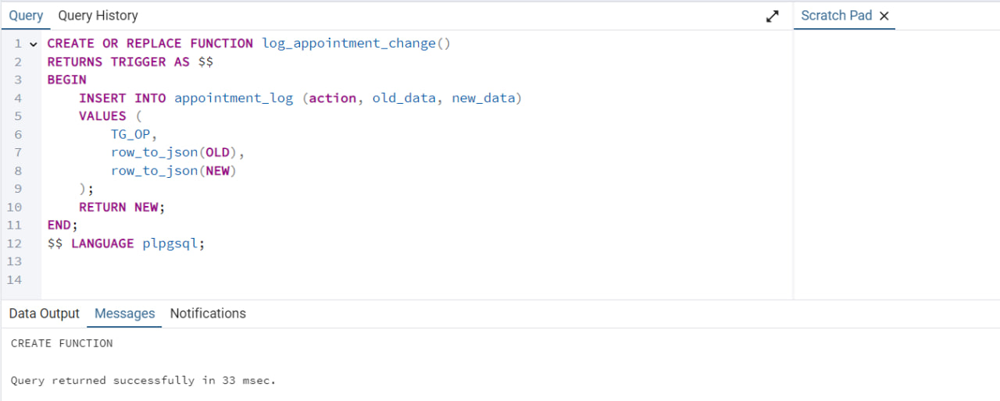 Query Query History Scratch Pad ✕
1 CREATE OR REPLACE FUNCTION log_appointment_change()
2 RETURNS TRIGGER AS $$
3 BEGIN
4     INSERT INTO appointment_log (action, old_data, new_data)
5     VALUES (
6         TG_OP,
7         row_to_json(OLD),
8         row_to_json(NEW)
9     );
10     RETURN NEW;
11 END;
12 $$ LANGUAGE plpgsql;
13
14
Data Output Messages Notifications
CREATE FUNCTION
Query returned successfully in 33 msec.